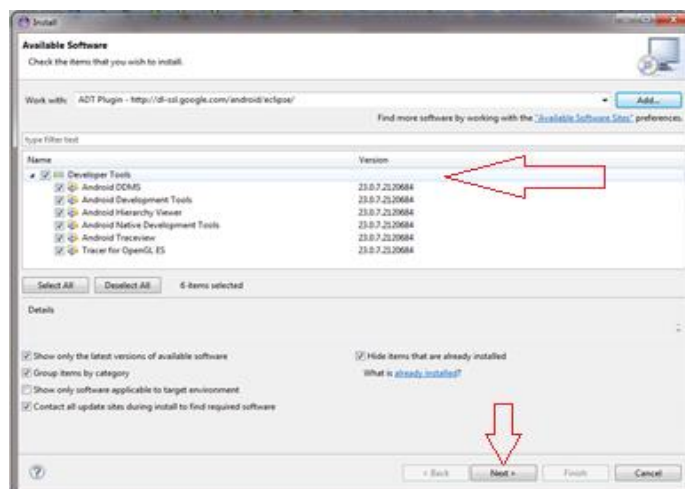 Install
Available Software
Check the items that you wish to install.
Work with: ADT Plugin - http://dl-ssl.google.com/android/eclipse/ Add...
Find more software by working with the "Available Software Sites" preferences.
type filter text
Name Version
Developer Tools
Android DDMS 23.0.7.2120684
Android Development Tools 23.0.7.2120684
Android Hierarchy Viewer 23.0.7.2120684
Android Native Development Tools 23.0.7.2120684
Android Traceview 23.0.7.2120684
Tracer for OpenGL ES 23.0.7.2120684
Select All Deselect All 6 items selected
Details
Show only the latest versions of available software Hide items that are already installed
Group items by category What is already installed?
Show only software applicable to target environment
Contact all update sites during install to find required software
? < Back Next > Finish Cancel